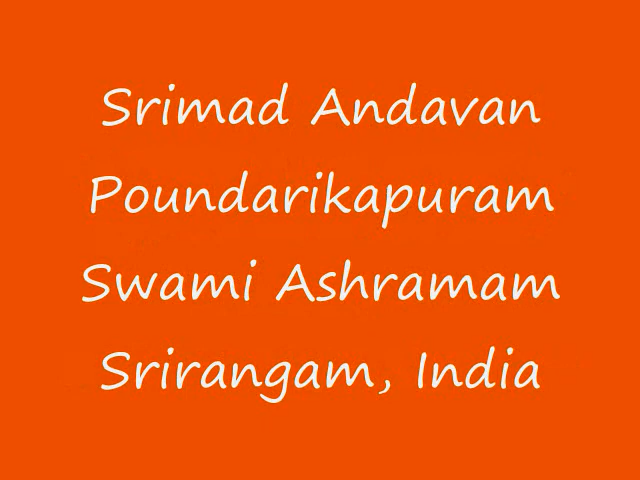 Srimad Andavan
Poundarikapuram
Swami Ashramam
Srirangam, India